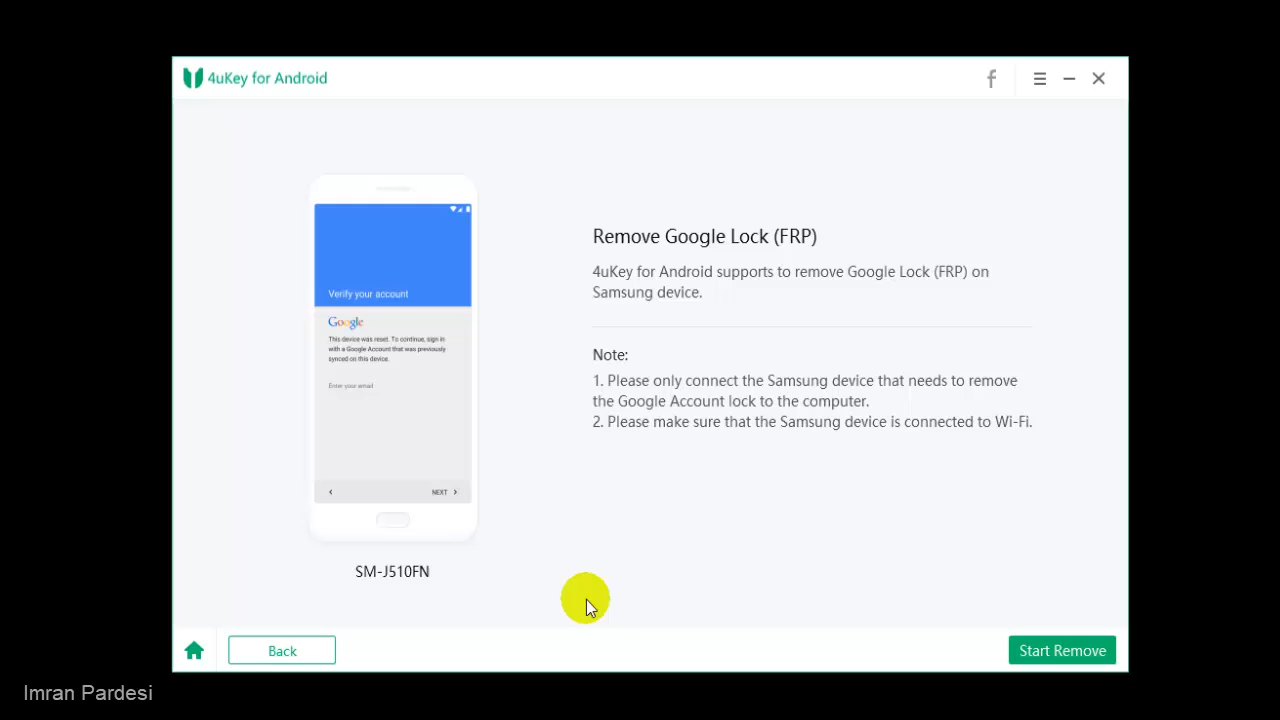 4uKey for Android
Verify your account
Google
This device was reset. To continue, sign in
with a Google Account that was previously
synced on this device.
Enter your email
NEXT
SM-J510FN
Remove Google Lock (FRP)
4uKey for Android supports to remove Google Lock (FRP) on
Samsung device.
Note:
1. Please only connect the Samsung device that needs to remove
the Google Account lock to the computer.
2. Please make sure that the Samsung device is connected to Wi-Fi.
Back
Start Remove
Imran Pardesi